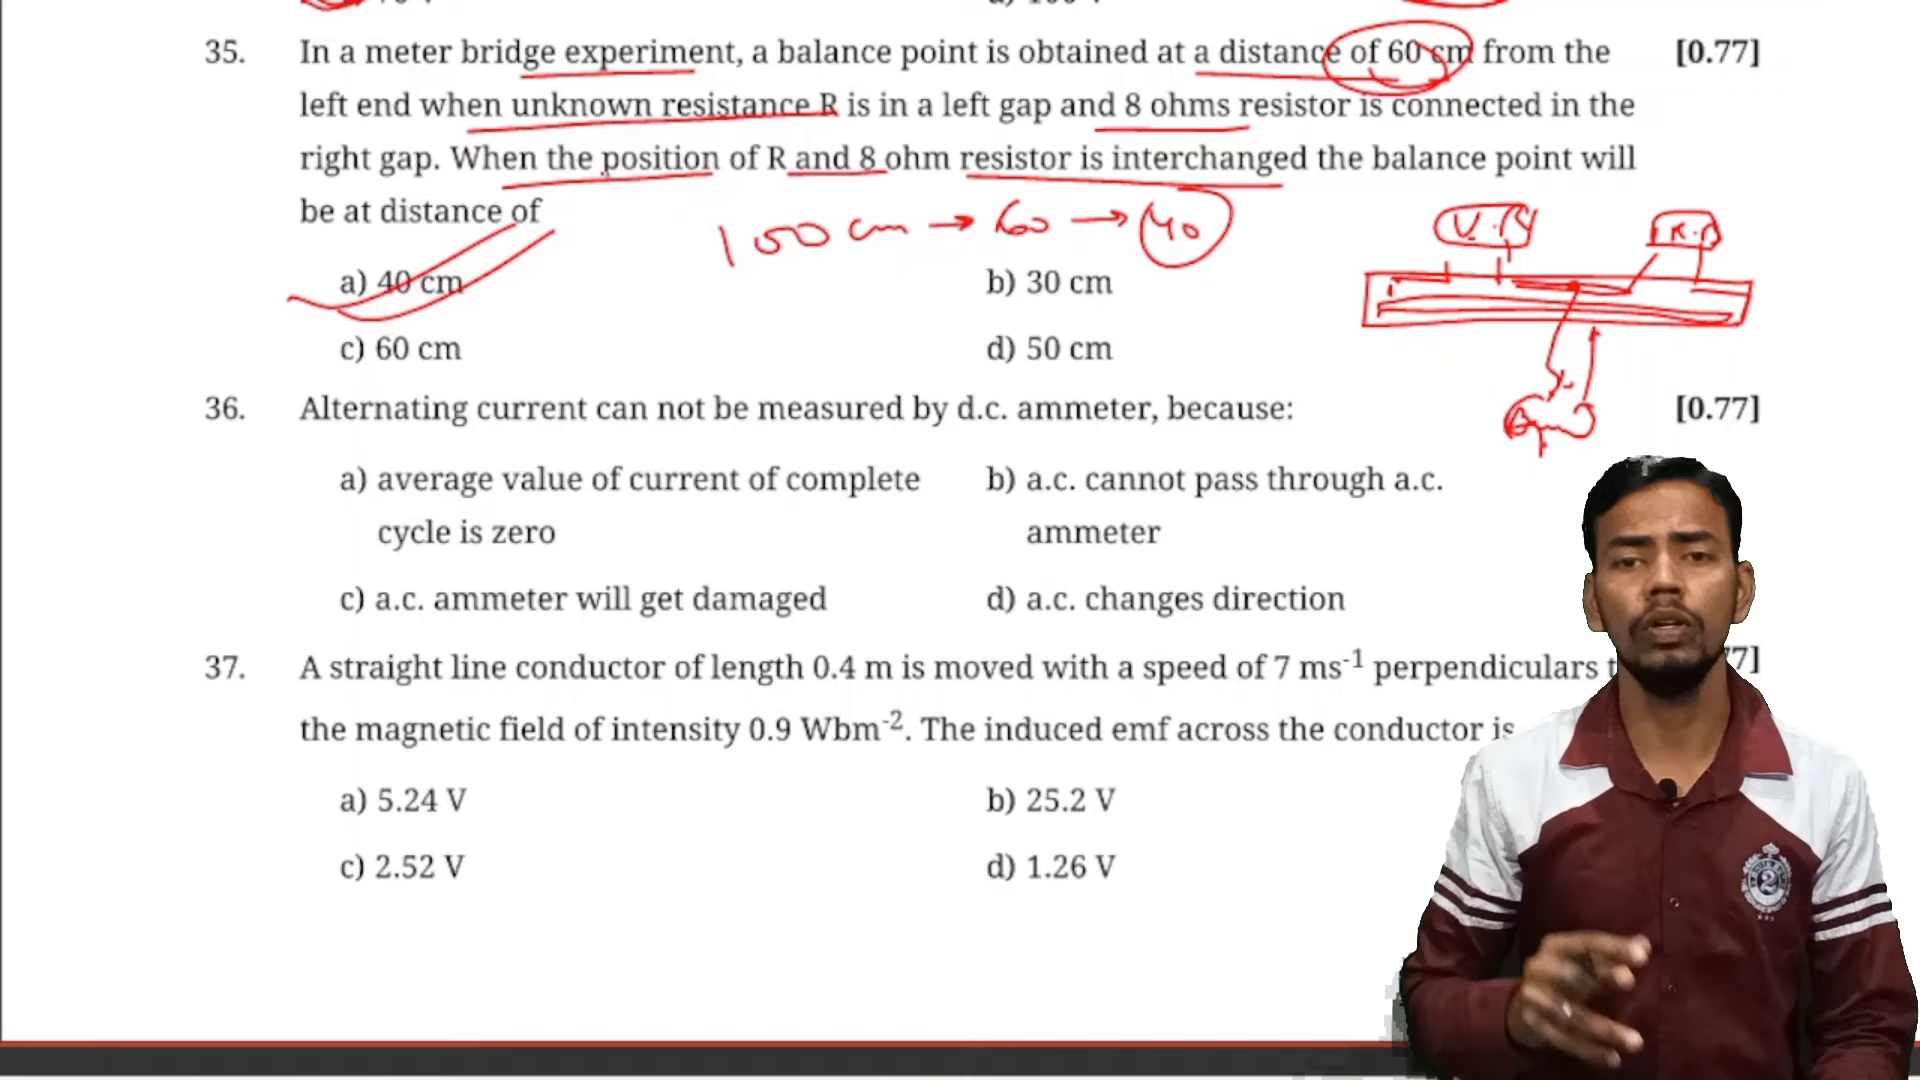 35. In a meter bridge experiment, a balance point is obtained at a distance of 60 cm from the [0.77]
left end when unknown resistance R is in a left gap and 8 ohms resistor is connected in the
right gap. When the position of R and 8 ohm resistor is interchanged the balance point will
be at distance of
100 cm → 60 → 40
a) 40 cm b) 30 cm
c) 60 cm d) 50 cm
36. Alternating current can not be measured by d.c. ammeter, because: [0.77]
a) average value of current of complete b) a.c. cannot pass through a.c.
cycle is zero ammeter
c) a.c. ammeter will get damaged d) a.c. changes direction
37. A straight line conductor of length 0.4 m is moved with a speed of 7 ms⁻¹ perpendiculars 7]
the magnetic field of intensity 0.9 Wbm⁻². The induced emf across the conductor is
a) 5.24 V b) 25.2 V
c) 2.52 V d) 1.26 V
2